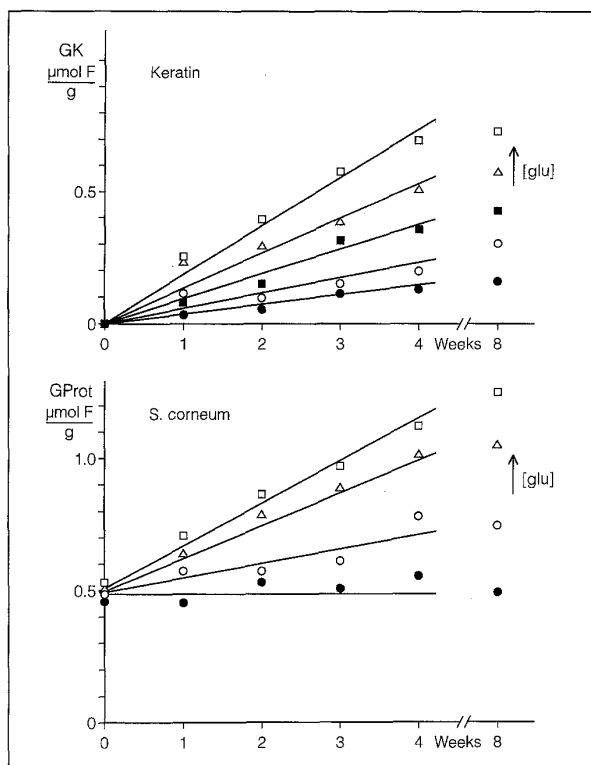 GK
µmol F
g
Keratin
0.5
0
[glu]
0 1 2 3 4 Weeks 8
GProt
µmol F
g
S. corneum
1.0
0.5
0
[glu]
0 1 2 3 4 Weeks 8